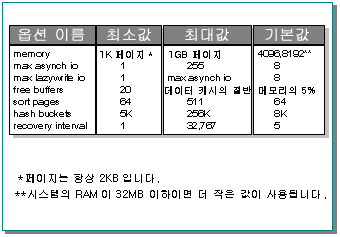 옵션 이름 최소값 최대값 기본값
memory 1K 페이지 * 1GB 페이지 4096,8192**
max async io 1 255 8
max lazywrite io 1 max async io 8
free buffers 20 데이터 캐시의 절반 메모리의 5%
sort pages 64 511 64
hash buckets 5K 256K 8K
recovery interval 1 32,767 5
*페이지는 항상 2KB 입니다.
**시스템의 RAM 이 32MB 이하이면 더 작은 값이 사용됩니다.